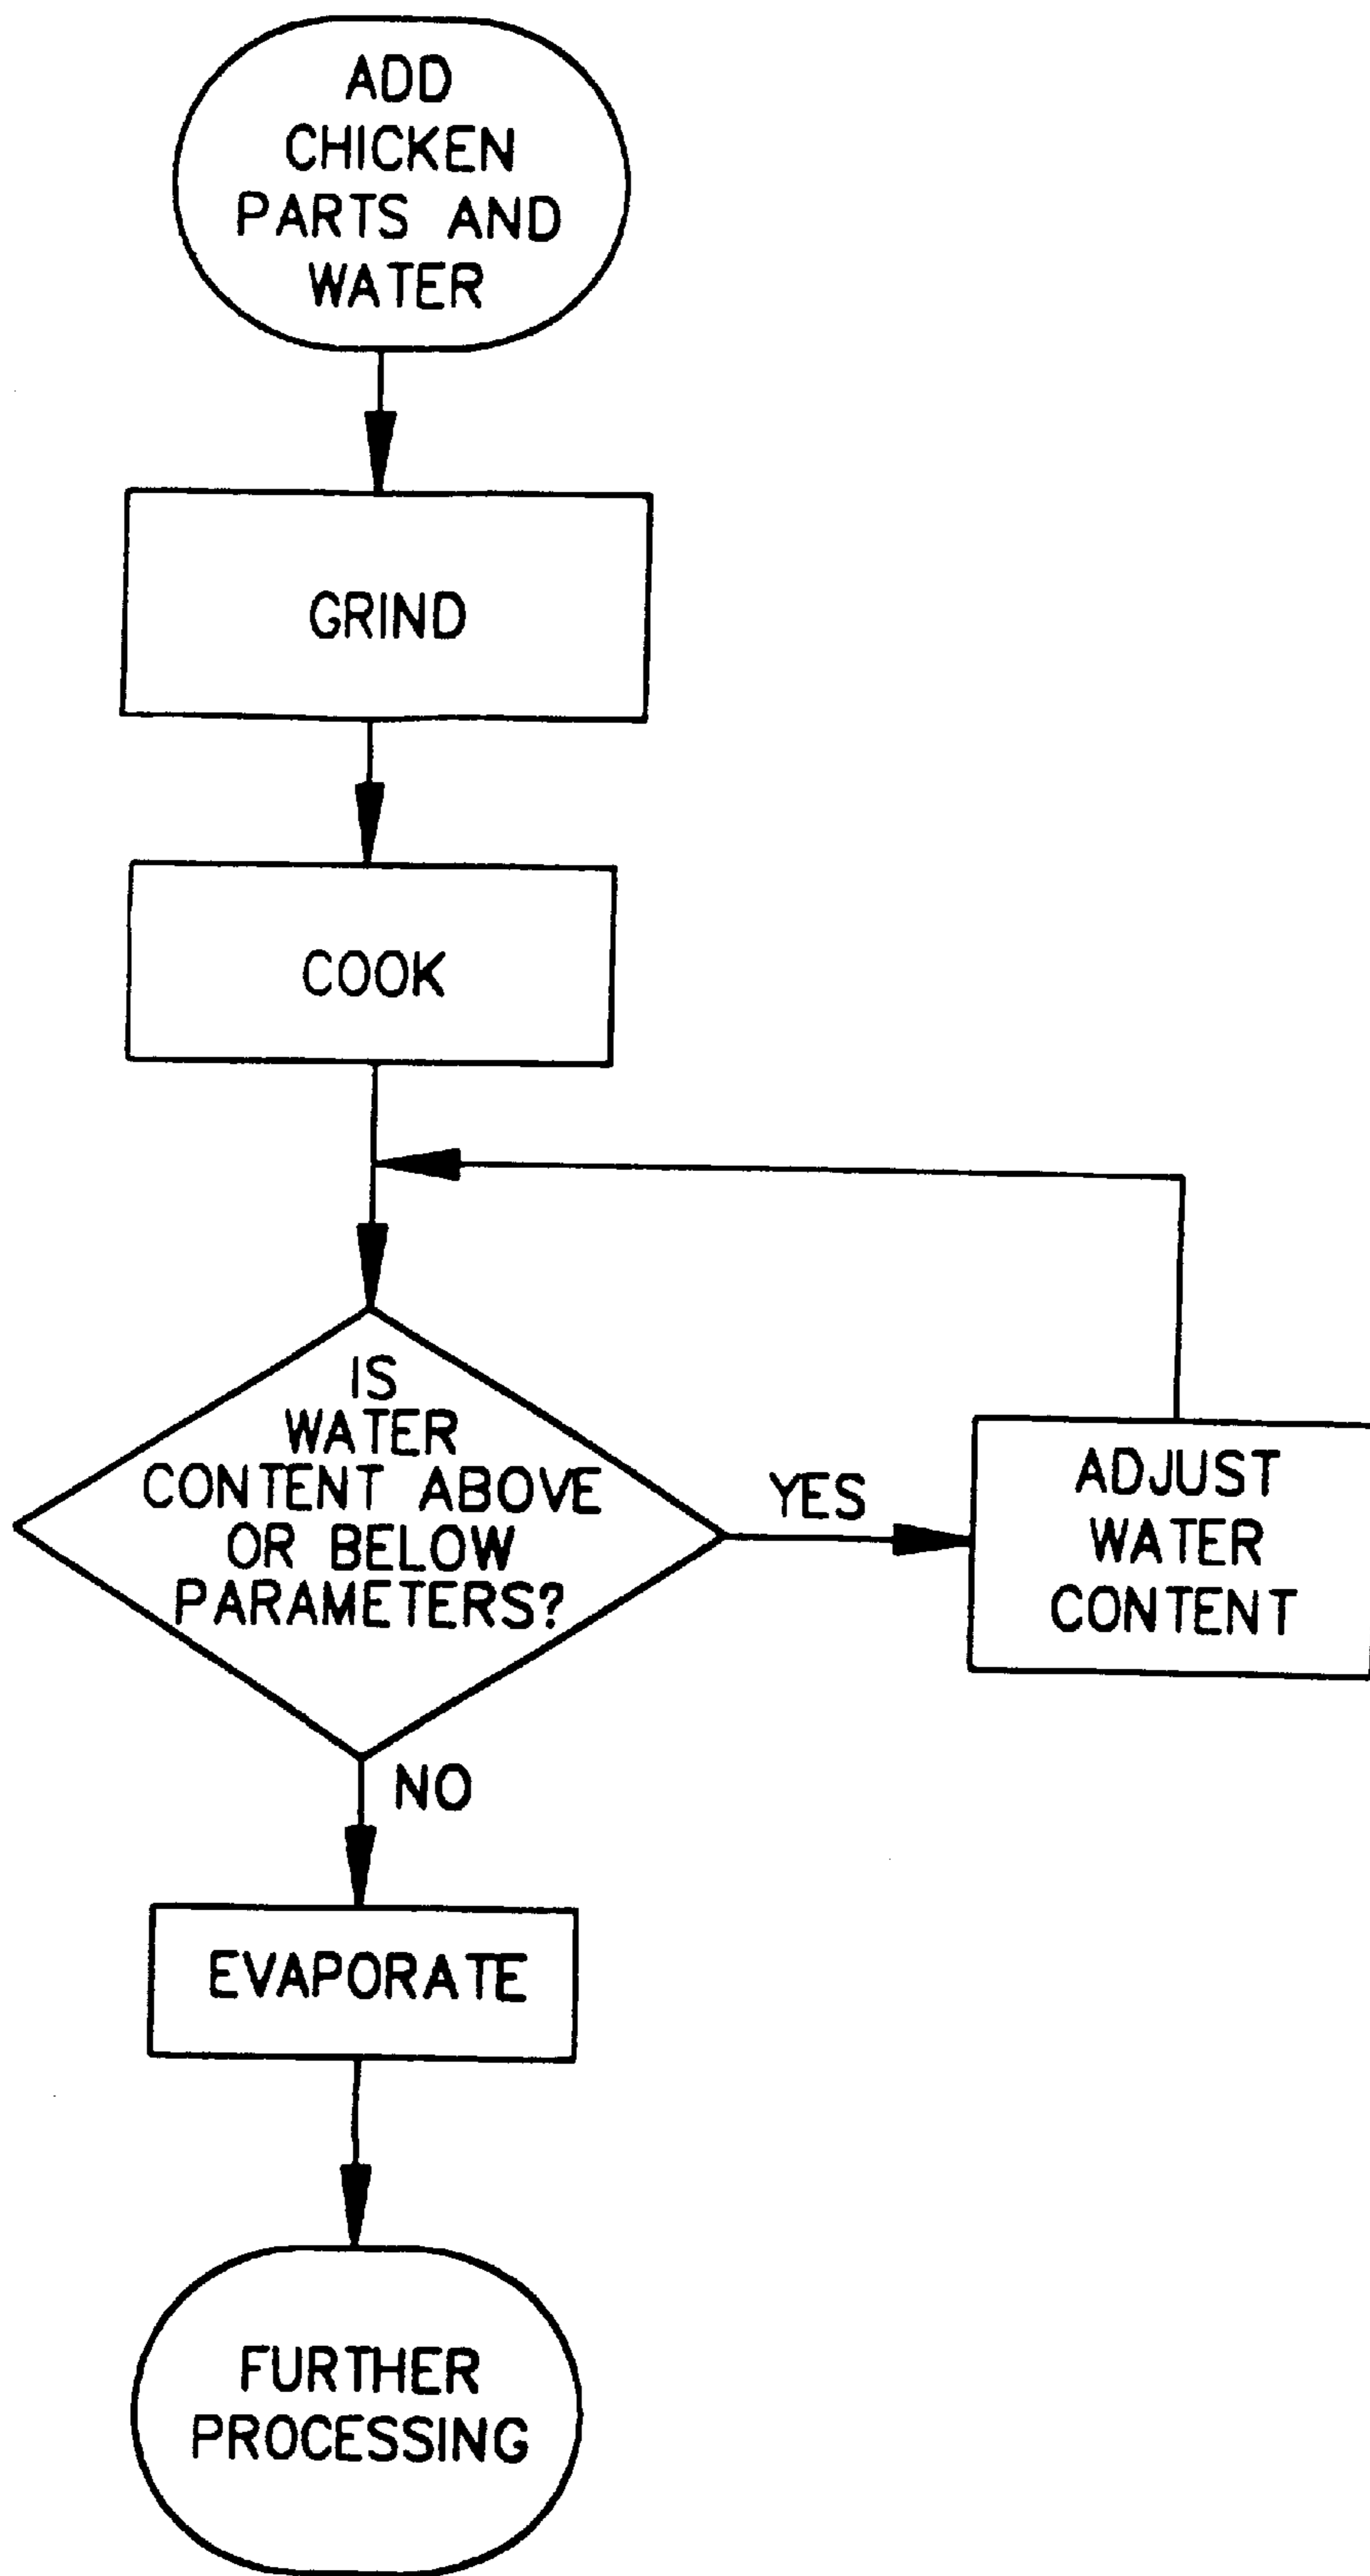 ADD
CHICKEN
PARTS AND
WATER
GRIND
COOK
IS
WATER
CONTENT ABOVE
OR BELOW
PARAMETERS?
YES
ADJUST
WATER
CONTENT
NO
EVAPORATE
FURTHER
PROCESSING